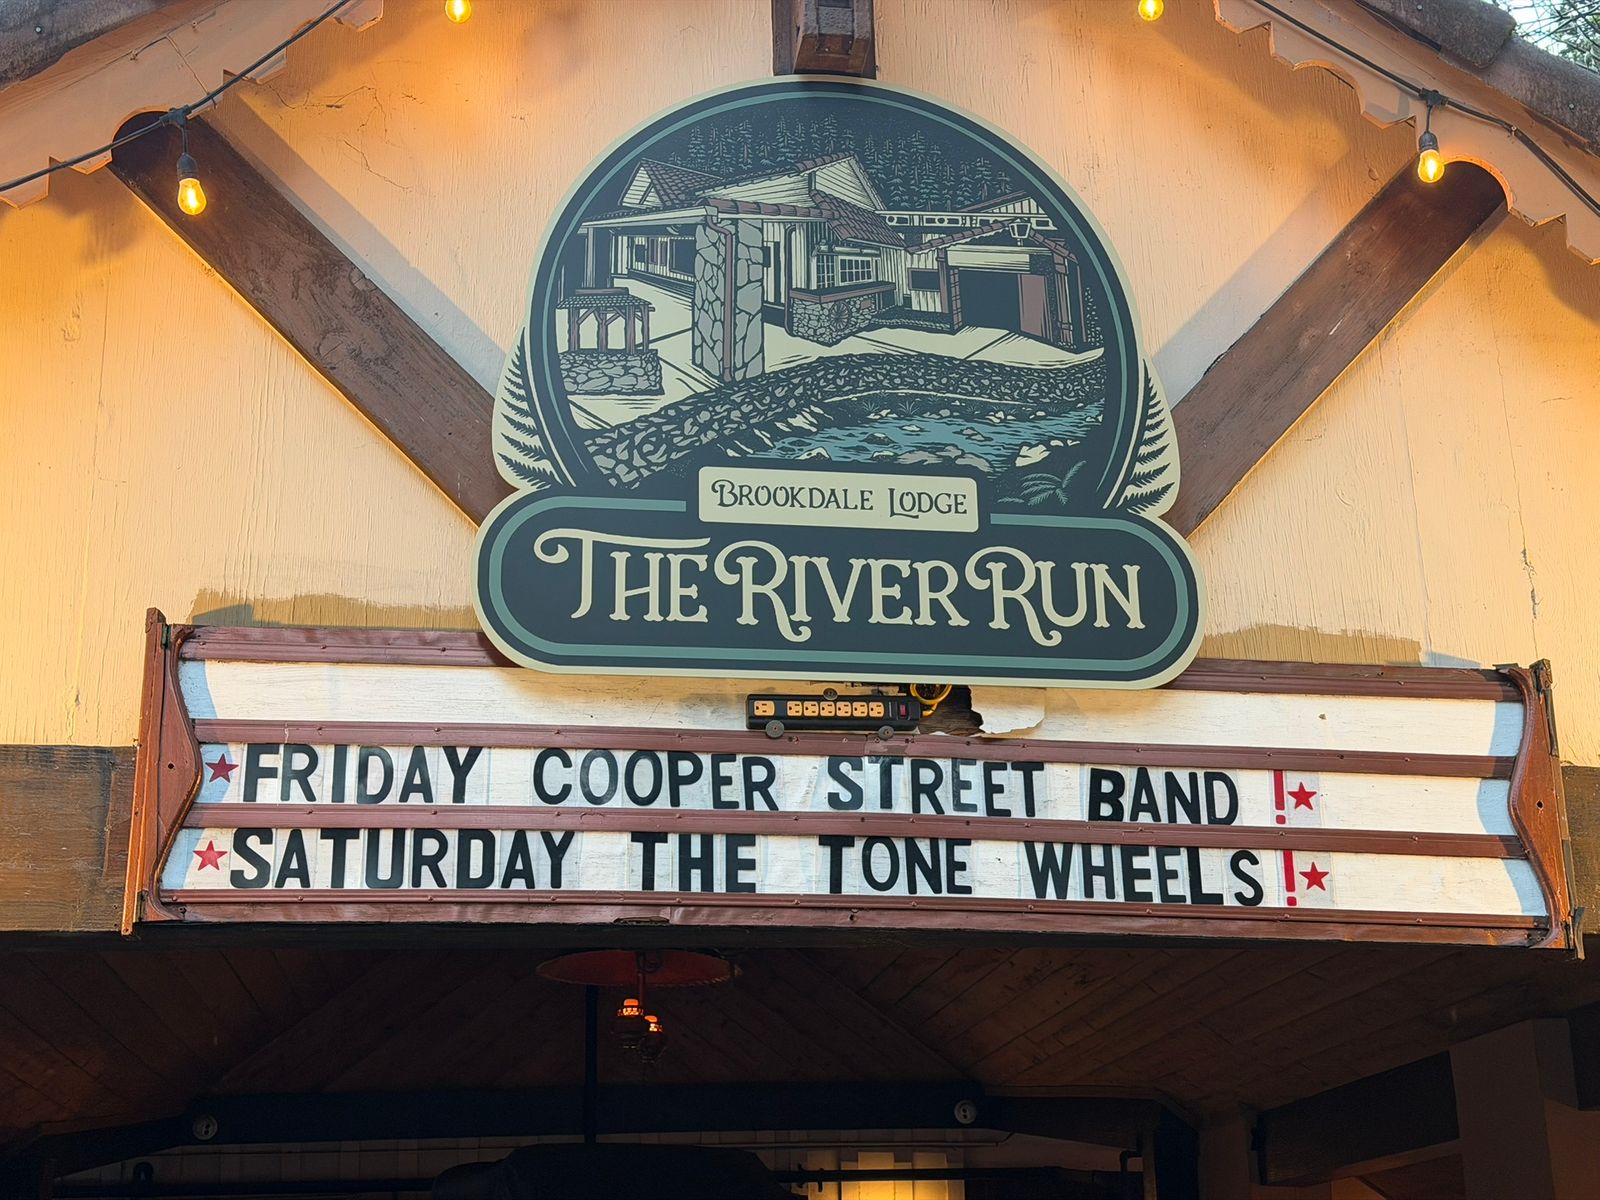 BROOKDALE LODGE
THE RIVER RUN
★FRIDAY COOPER STREET BAND !★
★SATURDAY THE TONE WHEELS !★